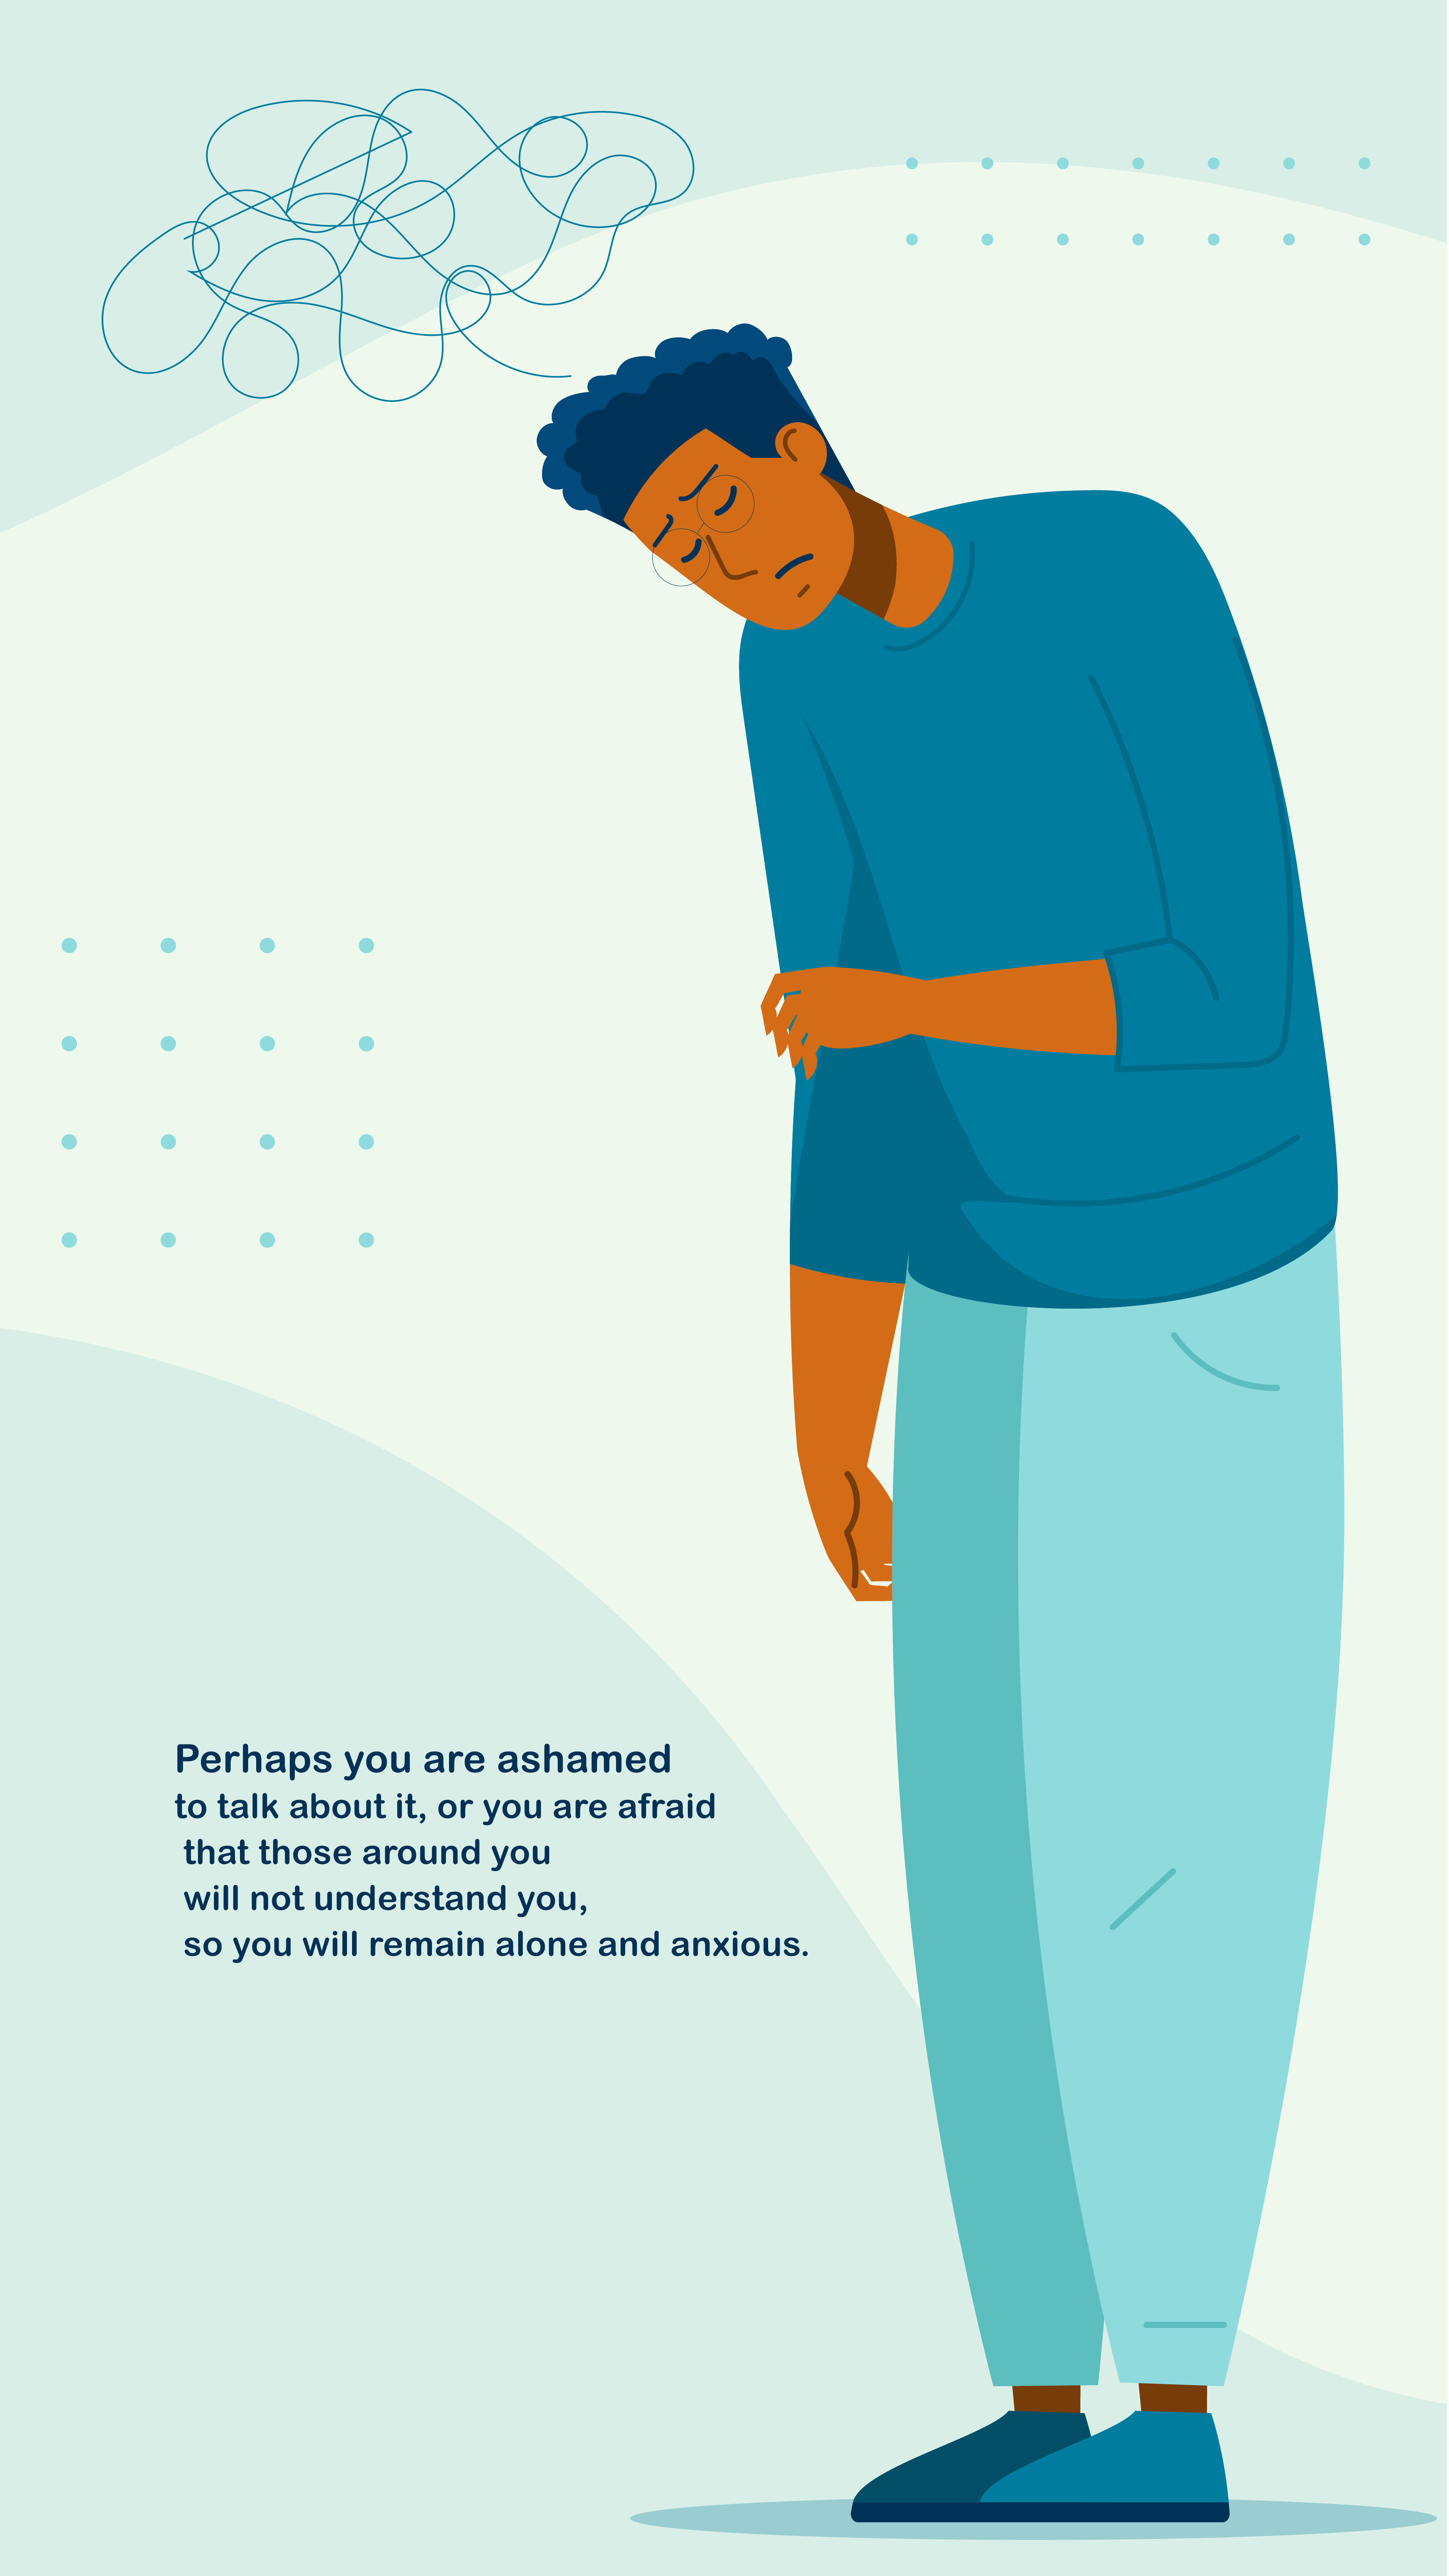 Perhaps you are ashamed
to talk about it, or you are afraid
that those around you
will not understand you,
so you will remain alone and anxious.